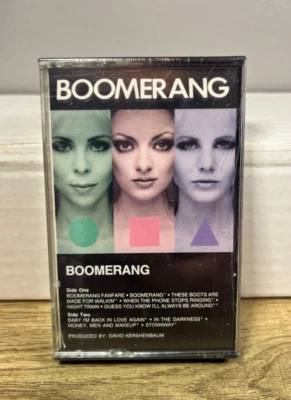 BOOMERANG
BOOMERANG
Side One
BOOMERANG FANFARE • BOOMERANG* • THESE BOOTS ARE
MADE FOR WALKIN'* • WHEN THE PHONE STOPS RINGING*
NIGHT TRAIN • GUESS YOU KNOW I'LL ALWAYS BE AROUND*
Side Two
BABY I'M BACK IN LOVE AGAIN* • IN THE DARKNESS* •
MONEY, MEN AND MAKEUP* • STOWAWAY*
PRODUCED BY: DAVID KERSHENBAUM